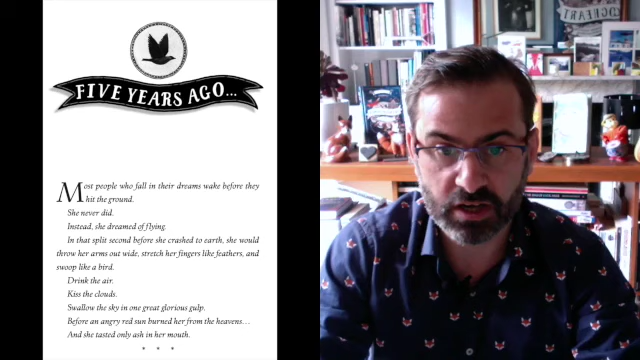 FIVE YEARS AGO...
Most people who fall in their dreams wake before they
hit the ground.
She never did.
Instead, she dreamed of flying.
In that split second before she crashed to earth, she would
throw her arms out wide, stretch her fingers like feathers, and
swoop like a bird.
Drink the air.
Kiss the clouds.
Swallow the sky in one great glorious gulp.
Before an angry red sun burned her from the heavens...
And she tasted only ash in her mouth.
* * *